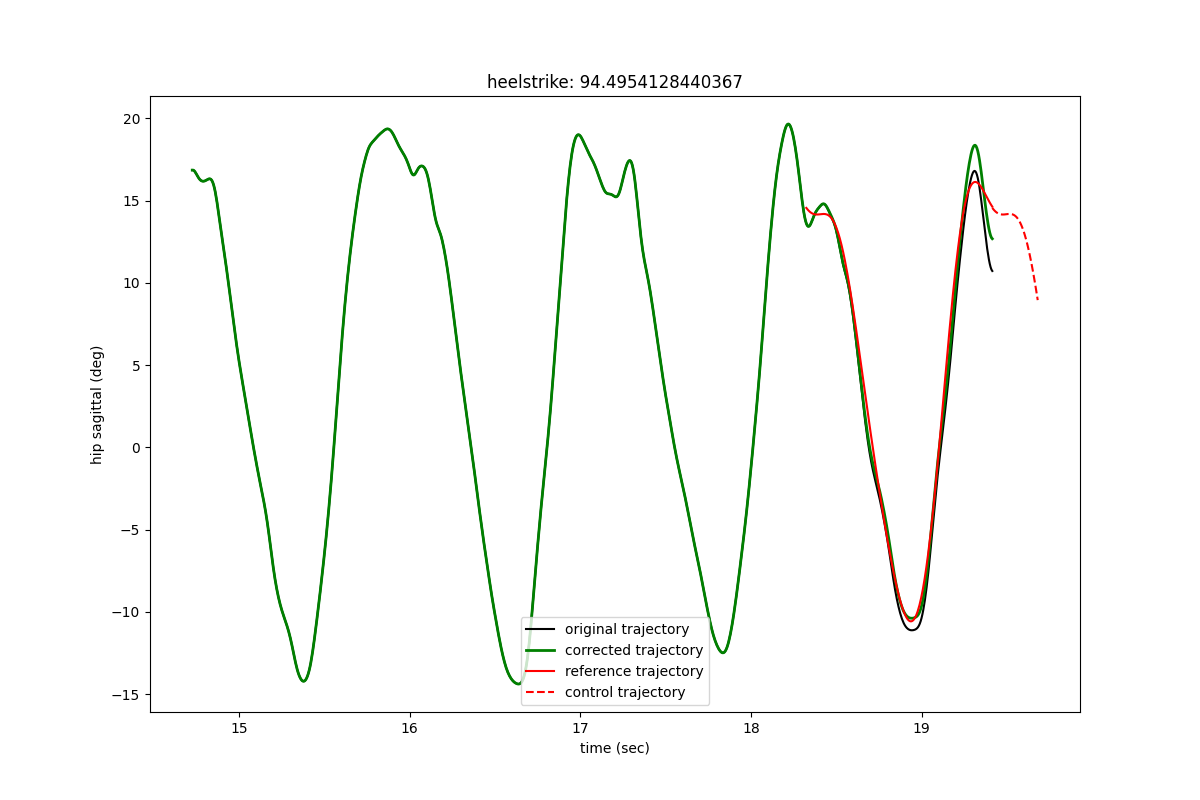 heelstrike: 94.4954128440367
20
15
10
5
0
−5
−10
−15
hip sagittal (deg)
original trajectory
corrected trajectory
reference trajectory
control trajectory
15 16 17 18 19
time (sec)